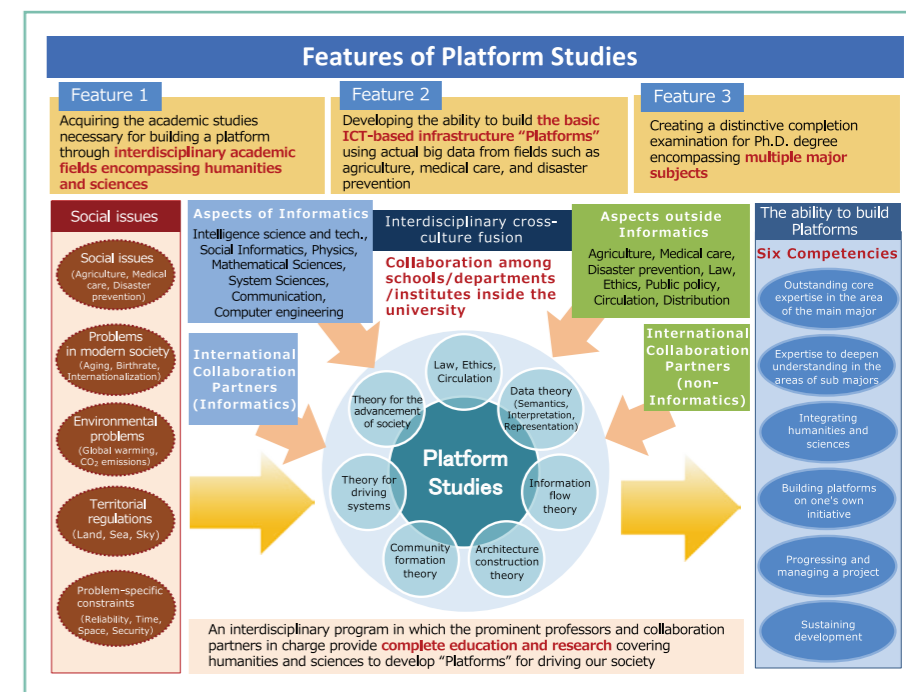 Features of Platform Studies
Feature 1
Acquiring the academic studies
necessary for building a platform
through interdisciplinary academic
fields encompassing humanities
and sciences
Feature 2
Developing the ability to build the basic
ICT-based infrastructure “Platforms”
using actual big data from fields such as
agriculture, medical care, and disaster
prevention
Feature 3
Creating a distinctive completion
examination for Ph.D. degree
encompassing multiple major
subjects
Social issues
Social issues
(Agriculture, Medical
care, Disaster
prevention)
Problems
in modern society
(Aging, Birthrate,
Internationalization)
Environmental
problems
(Global warming,
CO₂ emissions)
Territorial
regulations
(Land, Sea, Sky)
Problem-specific
constraints
(Reliability, Time,
Space, Security)
Aspects of Informatics
Intelligence science and tech.,
Social Informatics, Physics,
Mathematical Sciences,
System Sciences,
Communication,
Computer engineering
International
Collaboration
Partners
(Informatics)
Interdisciplinary cross-
culture fusion
Collaboration among
schools/departments
/institutes inside the
university
Aspects outside
Informatics
Agriculture, Medical care,
Disaster prevention, Law,
Ethics, Public policy,
Circulation, Distribution
International
Collaboration
Partners
(non-
Informatics)
Law, Ethics,
Circulation
Data theory
(Semantics,
Interpretation,
Representation)
Information
flow
theory
Architecture
construction
theory
Community
formation
theory
Theory for
driving
systems
Theory for the
advancement
of society
Platform
Studies
The ability to build
Platforms
Six Competencies
Outstanding core
expertise in the area
of the main major
Expertise to deepen
understanding in the
areas of sub majors
Integrating
humanities and
sciences
Building platforms
on one's own
initiative
Progressing and
managing a project
Sustaining
development
An interdisciplinary program in which the prominent professors and collaboration
partners in charge provide complete education and research covering
humanities and sciences to develop “Platforms” for driving our society